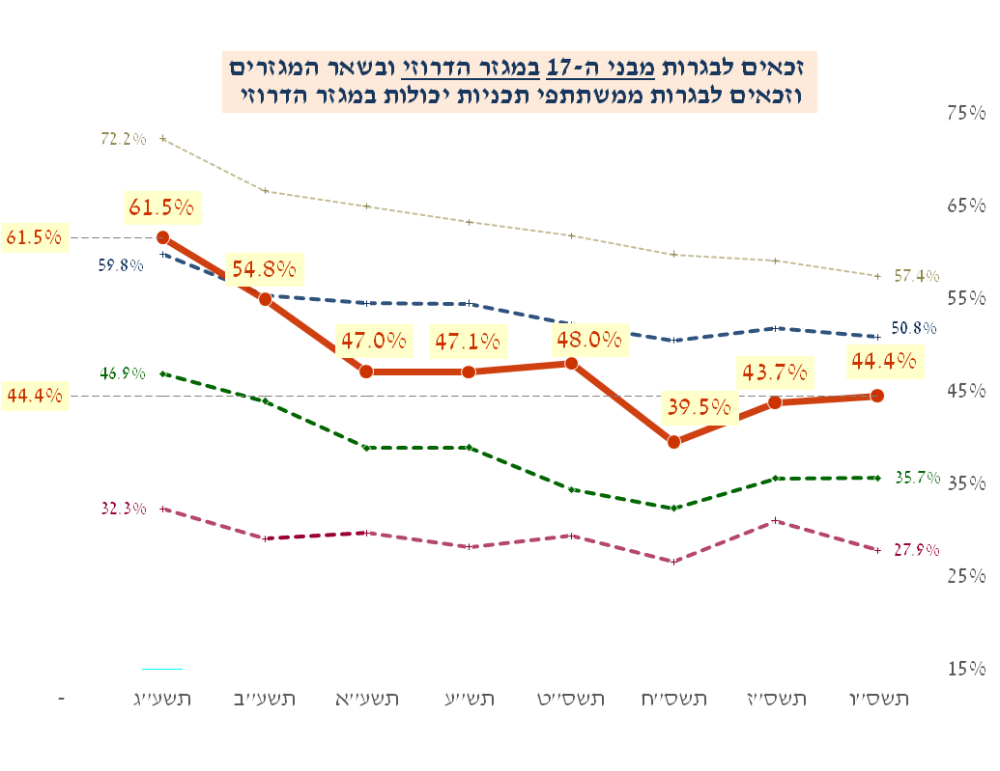 זכאים לבגרות מבני ה-17 במגזר הדרוזי ובשאר המגזרים
וזכאים לבגרות ממשתתפי תכניות יכולות במגזר הדרוזי
75%
72.2%
65%
61.5%
61.5%
59.8%
54.8%
57.4%
55%
47.0%
47.1%
48.0%
50.8%
46.9%
43.7%
44.4%
44.4%
39.5%
45%
35.7%
35%
32.3%
27.9%
25%
15%
תשס"ו
תשס"ז
תשס"ח
תשס"ט
תש"ע
תשע"א
תשע"ב
תשע"ג
-